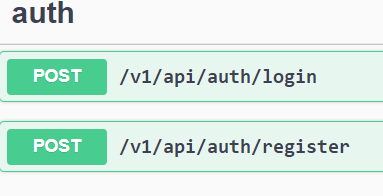 auth
POST /v1/api/auth/login
POST /v1/api/auth/register